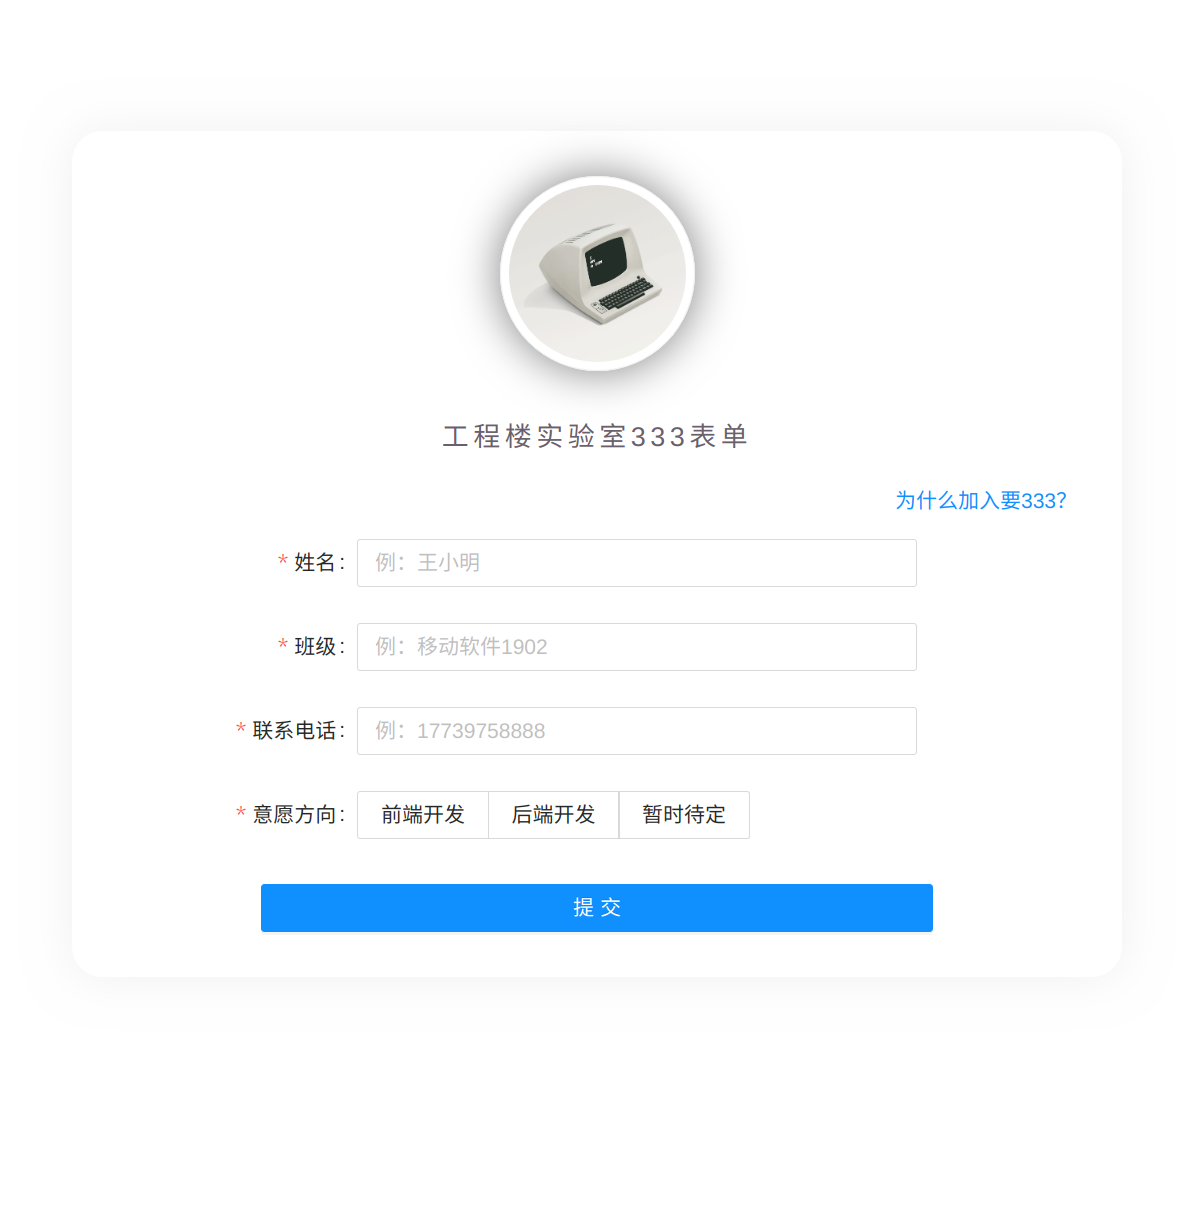 工程楼实验室333表单
为什么加入要333？
* 姓名: 例：王小明
* 班级: 例：移动软件1902
* 联系电话: 例：17739758888
* 意愿方向: 前端开发 后端开发 暂时待定
提 交